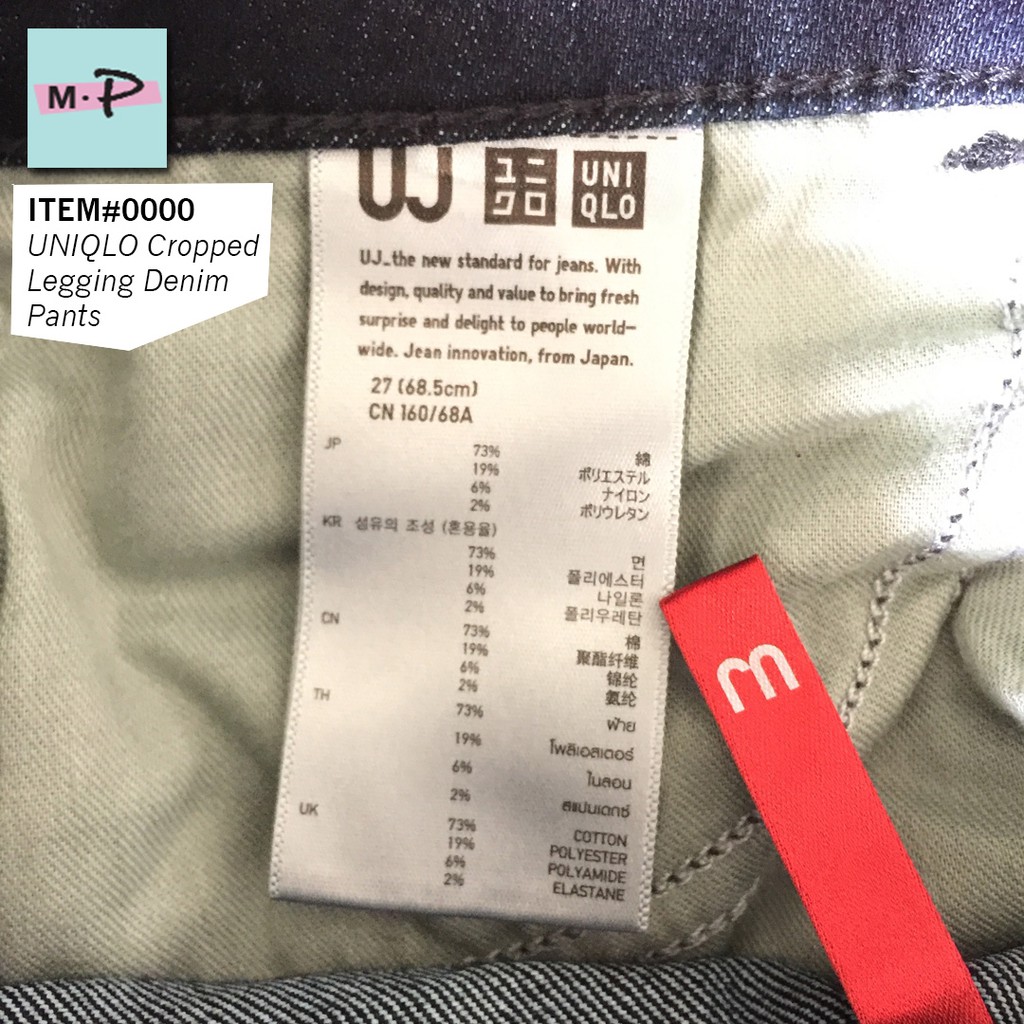 M.P
ITEM#0000
UNIQLO Cropped
Legging Denim
Pants
UJ
ユニ
クロ
UNI
QLO
UJ_the new standard for jeans. With
design, quality and value to bring fresh
surprise and delight to people world-
wide. Jean innovation, from Japan.
27 (68.5cm)
CN 160/68A
JP
73% 綿
19% ポリエステル
6% ナイロン
2% ポリウレタン
KR 섬유의 조성 (혼용율)
73% 면
19% 폴리에스터
6% 나일론
2% 폴리우레탄
CN
73% 棉
19% 聚酯纤维
6% 锦纶
2% 氨纶
TH
73% ฝ้าย
19% โพลีเอสเตอร์
6% ไนลอน
2% สแปนเดกซ์
UK
73% COTTON
19% POLYESTER
6% POLYAMIDE
2% ELASTANE
m